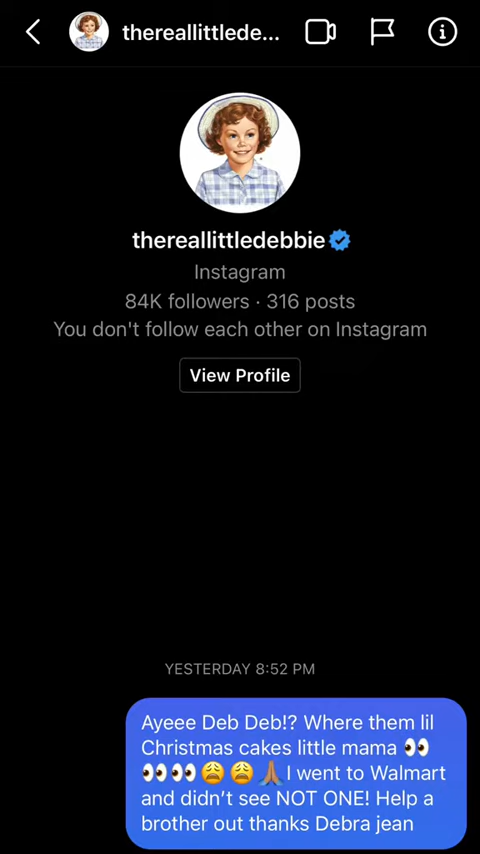 thereallittlede...
thereallittledebbie
Instagram
84K followers · 316 posts
You don't follow each other on Instagram
View Profile
YESTERDAY 8:52 PM
Ayeee Deb Deb!? Where them lil
Christmas cakes little mama 👀
👀👀😩😩🙏🏽I went to Walmart
and didn’t see NOT ONE! Help a
brother out thanks Debra jean